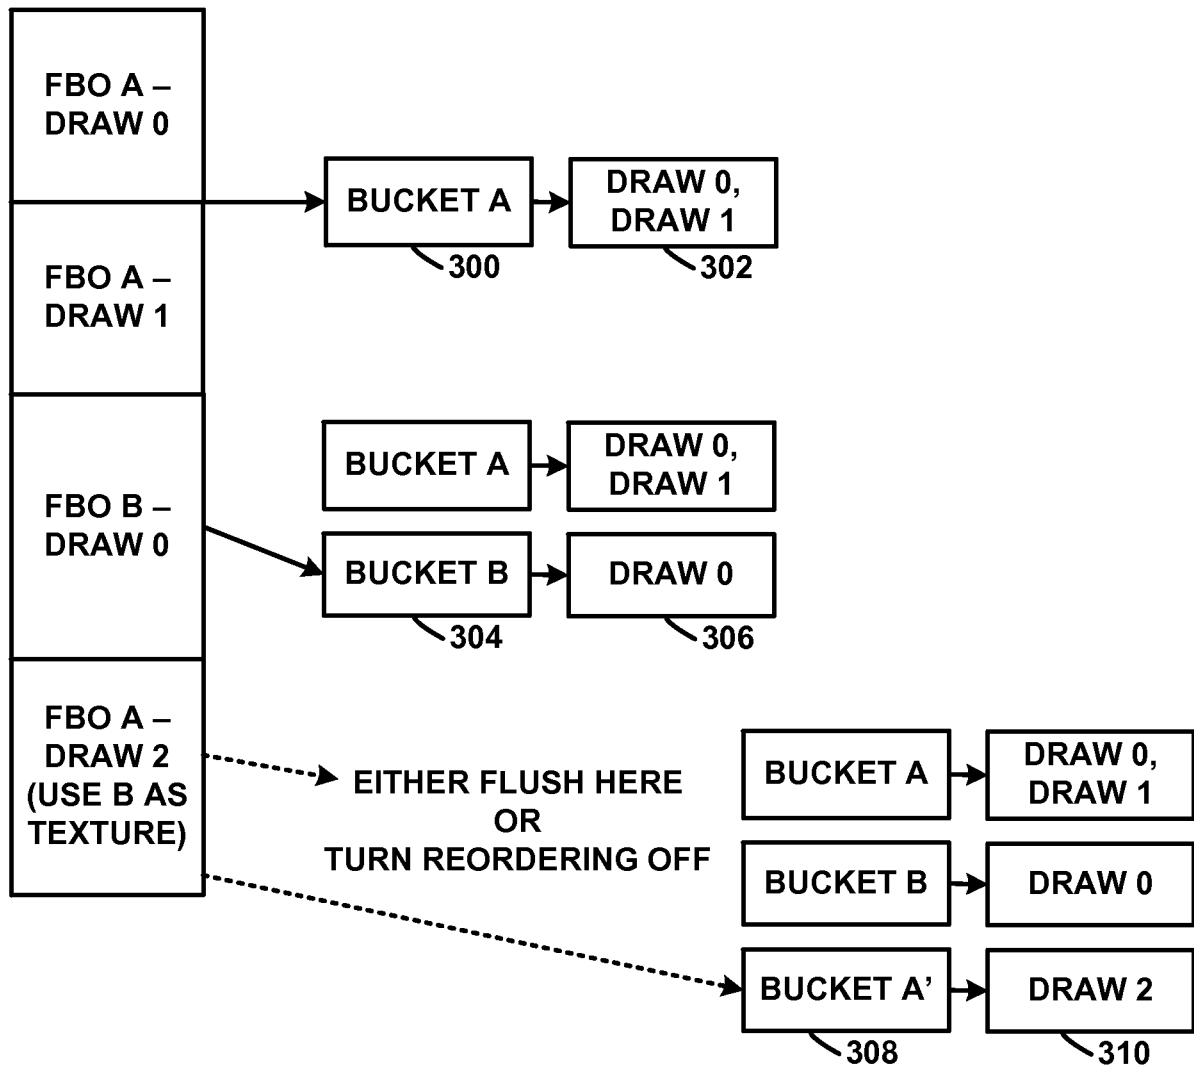 FBO A –
DRAW 0
BUCKET A
DRAW 0,
DRAW 1
300
302
FBO A –
DRAW 1
BUCKET A
DRAW 0,
DRAW 1
FBO B –
DRAW 0
BUCKET B
DRAW 0
304
306
FBO A –
DRAW 2
(USE B AS
TEXTURE)
EITHER FLUSH HERE
OR
TURN REORDERING OFF
BUCKET A
DRAW 0,
DRAW 1
BUCKET B
DRAW 0
BUCKET A’
DRAW 2
308
310